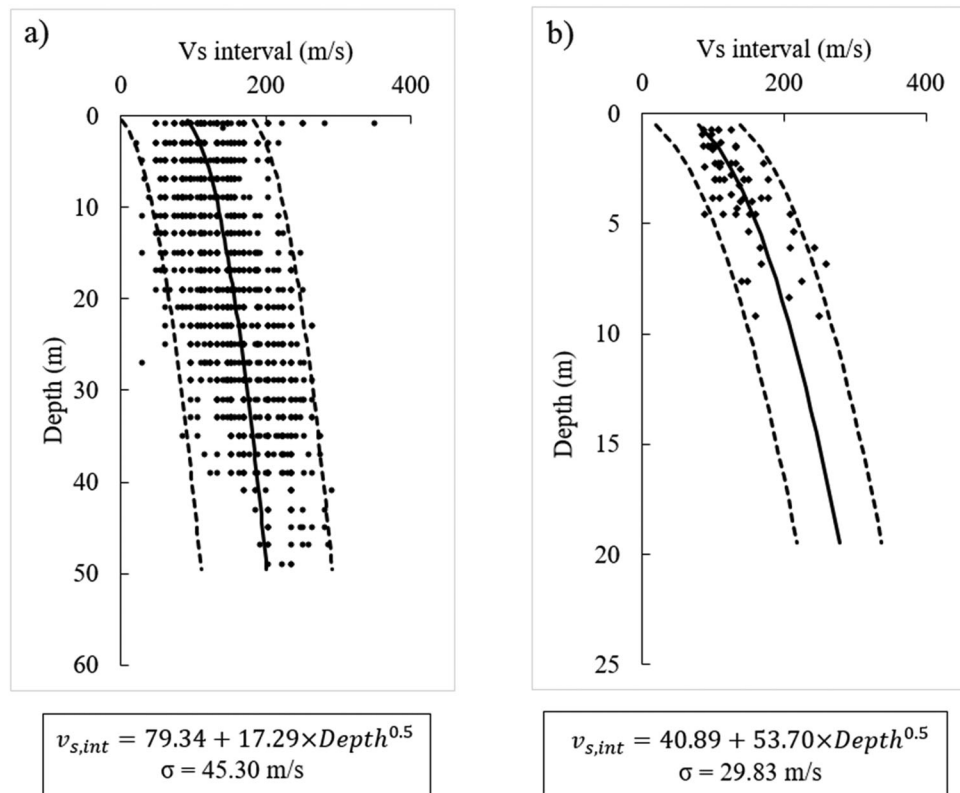 a)
Vs interval (m/s)
0 200 400
0
10
20
30
40
50
60
Depth (m)
v_{s,int} = 79.34 + 17.29×Depth^{0.5}
σ = 45.30 m/s
b)
Vs interval (m/s)
0 200 400
0
5
10
15
20
25
Depth (m)
v_{s,int} = 40.89 + 53.70×Depth^{0.5}
σ = 29.83 m/s